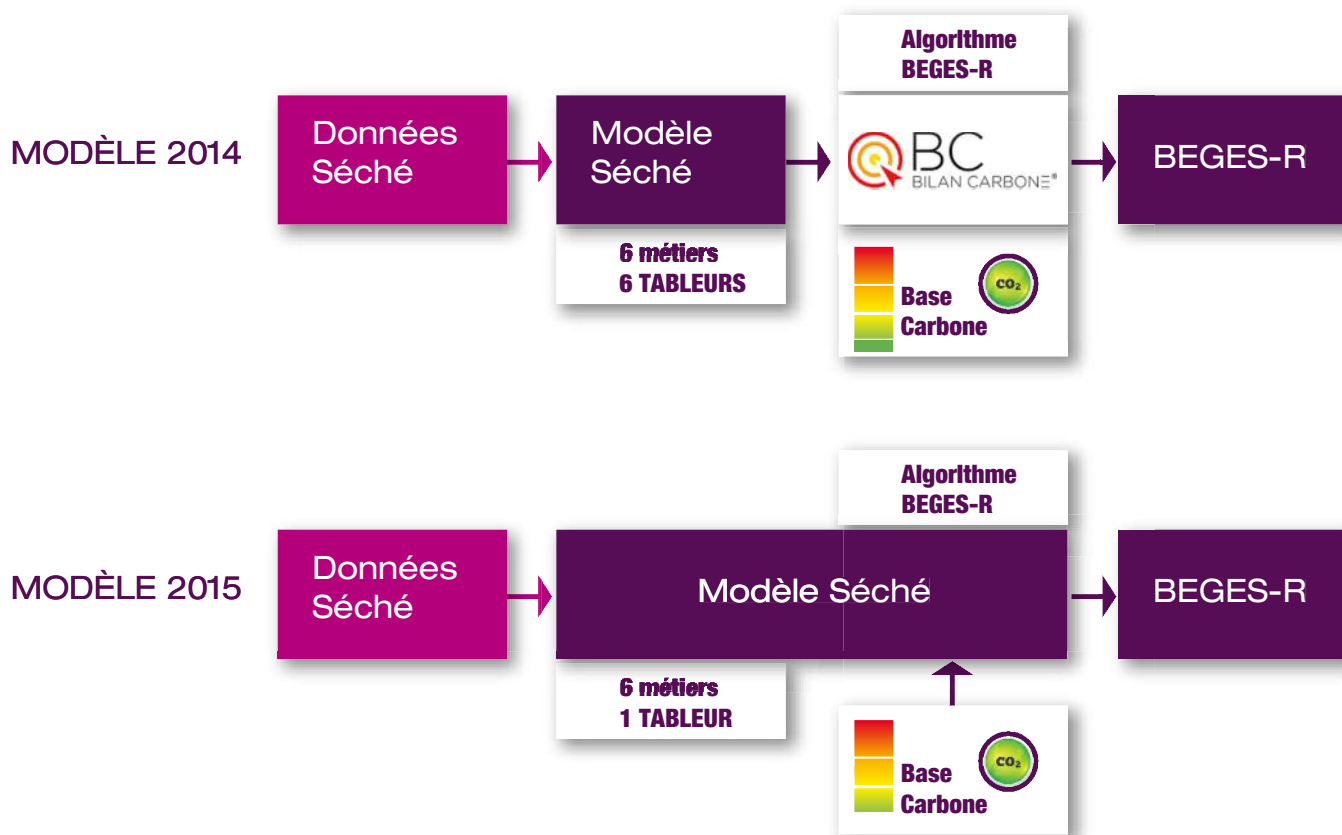 Algorithme
BEGES-R
MODÈLE 2014
Données
Séché
Modèle
Séché
BC
BILAN CARBONE®
BEGES-R
6 métiers
6 TABLEURS
Base
Carbone
CO₂
Algorithme
BEGES-R
MODÈLE 2015
Données
Séché
Modèle Séché
BEGES-R
6 métiers
1 TABLEUR
Base
Carbone
CO₂